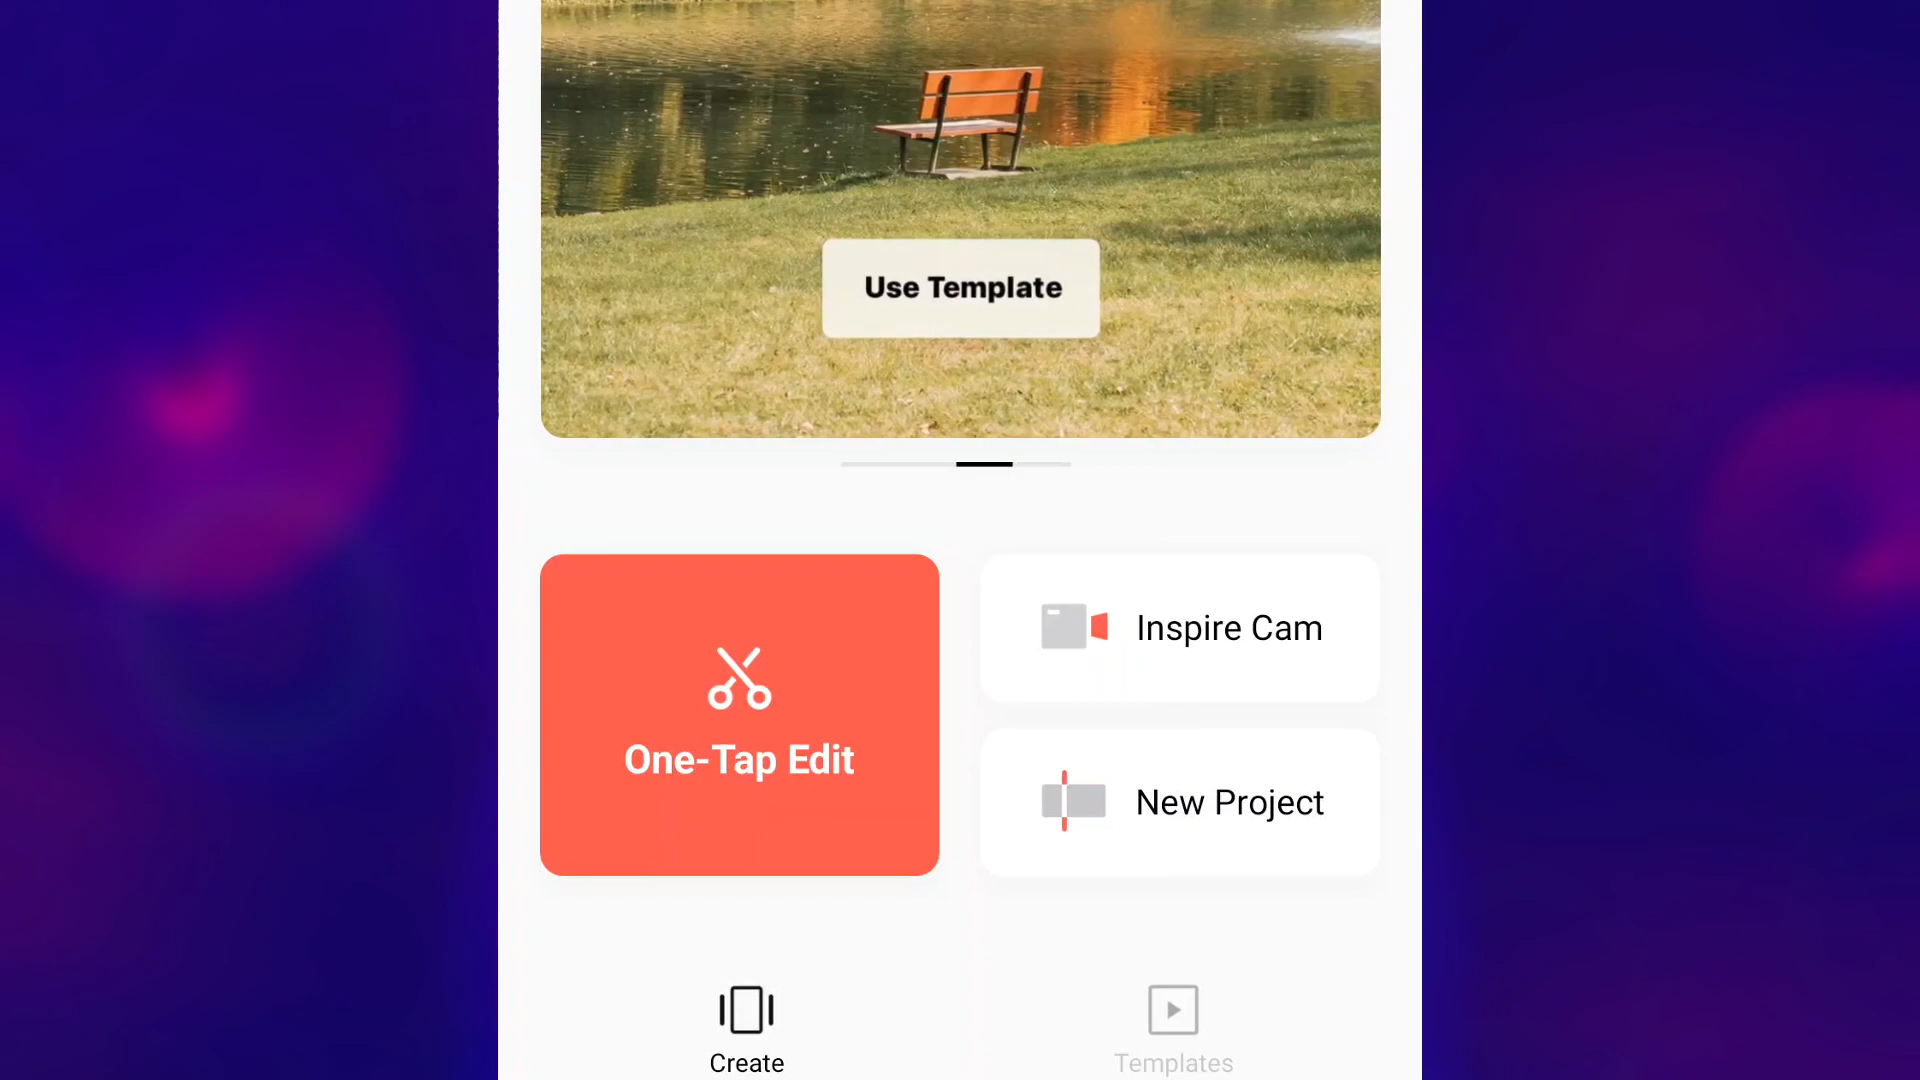 Use Template
One-Tap Edit
Inspire Cam
New Project
Create
Templates